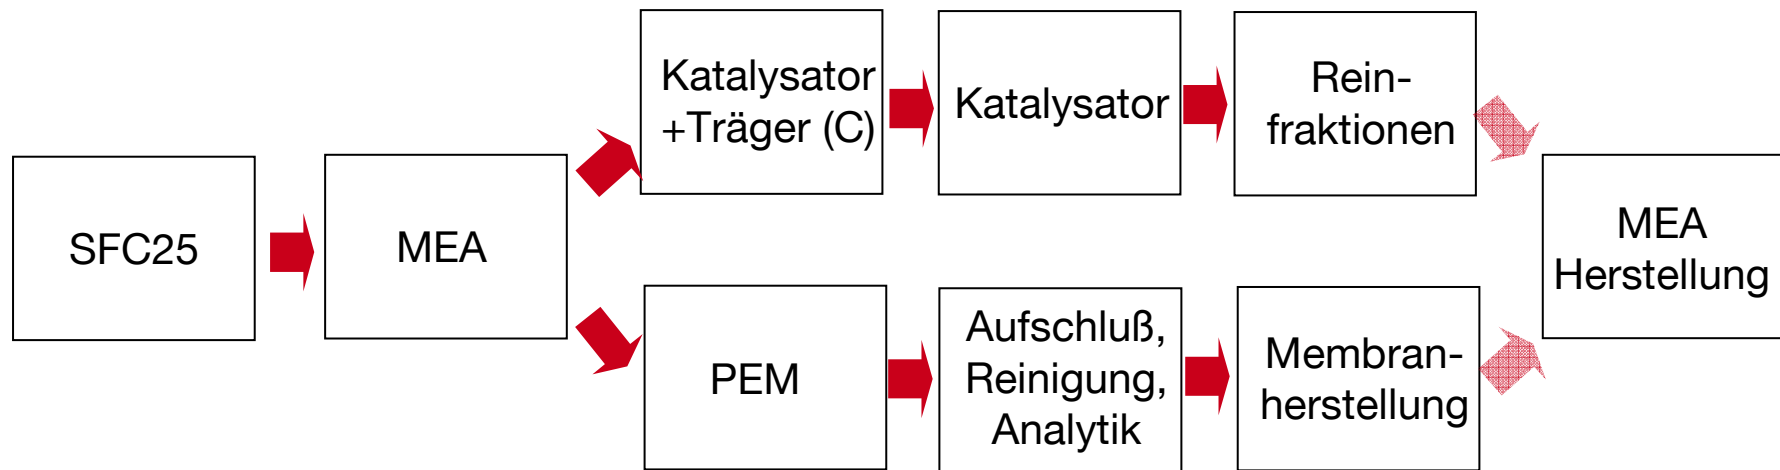 SFC25
MEA
Katalysator
+Träger (C)
Katalysator
Rein-
fraktionen
PEM
Aufschluß,
Reinigung,
Analytik
Membran-
herstellung
MEA
Herstellung